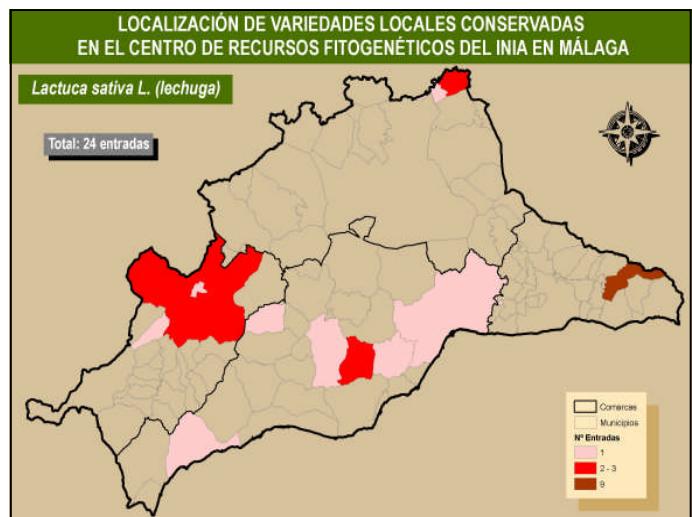 LOCALIZACIÓN DE VARIEDADES LOCALES CONSERVADAS
EN EL CENTRO DE RECURSOS FITOGENÉTICOS DEL INIA EN MÁLAGA
Lactuca sativa L. (lechuga)
Total: 24 entradas
Comarcas
Municipios
Nº Entradas
1
2 - 3
9